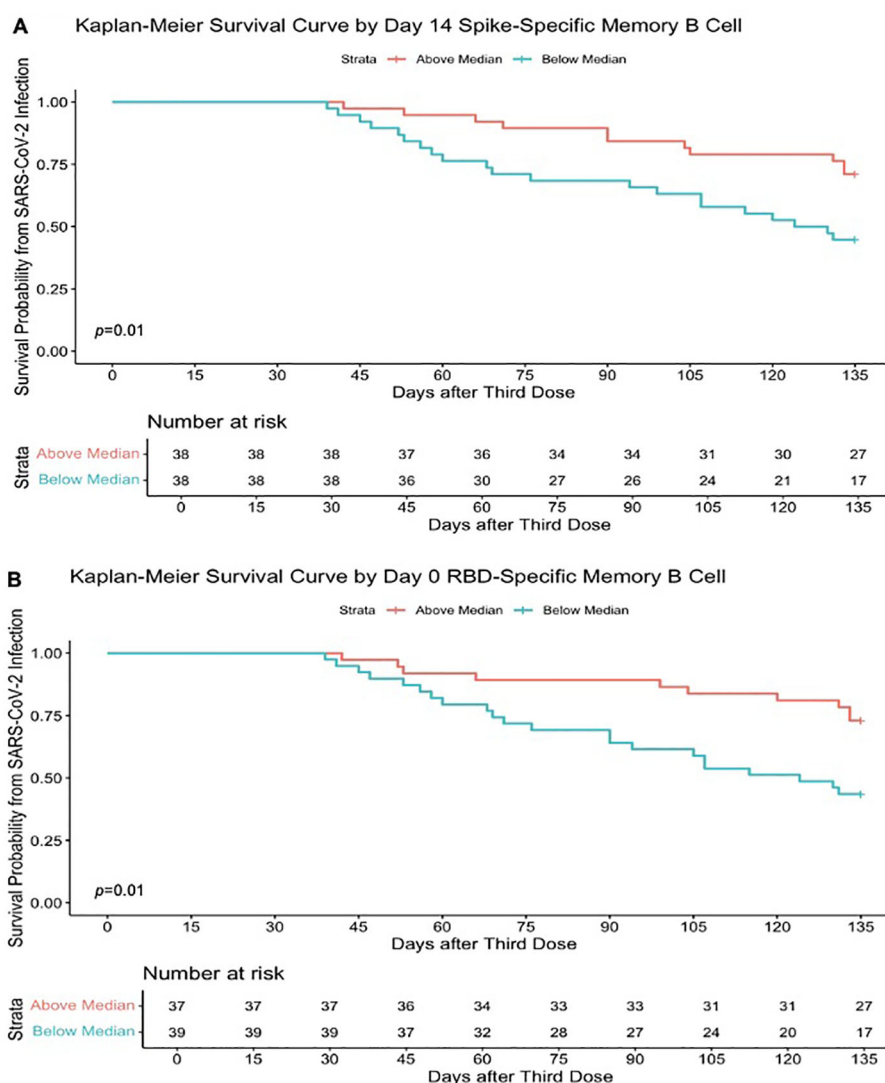 A
Kaplan-Meier Survival Curve by Day 14 Spike-Specific Memory B Cell
Strata Above Median Below Median
Survival Probability from SARS-CoV-2 Infection
1.00
0.75
0.50
0.25
0.00
p=0.01
0 15 30 45 60 75 90 105 120 135
Days after Third Dose
Number at risk
Strata
Above Median 38 38 38 37 36 34 34 31 30 27
Below Median 38 38 38 36 30 27 26 24 21 17
0 15 30 45 60 75 90 105 120 135
Days after Third Dose
B
Kaplan-Meier Survival Curve by Day 0 RBD-Specific Memory B Cell
Strata Above Median Below Median
Survival Probability from SARS-CoV-2 Infection
1.00
0.75
0.50
0.25
0.00
p=0.01
0 15 30 45 60 75 90 105 120 135
Days after Third Dose
Number at risk
Strata
Above Median 37 37 37 36 34 33 33 31 31 27
Below Median 39 39 39 37 32 28 27 24 20 17
0 15 30 45 60 75 90 105 120 135
Days after Third Dose